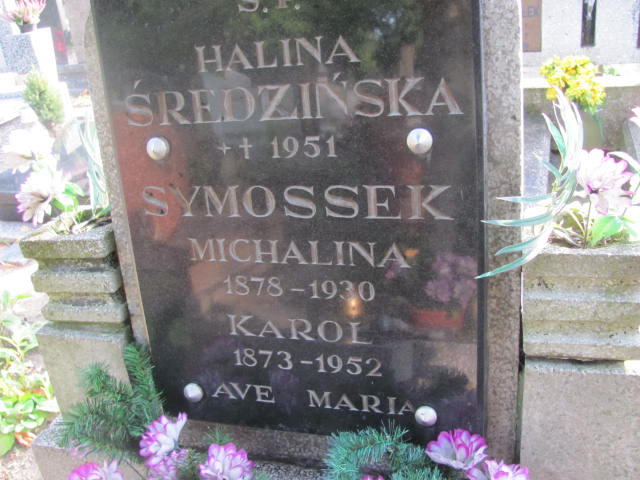 Ś.P.
HALINA
ŚREDZIŃSKA
++ 1951
SYMOSSEK
MICHALINA
1878-1930
KAROL
1873-1952
AVE MARIA